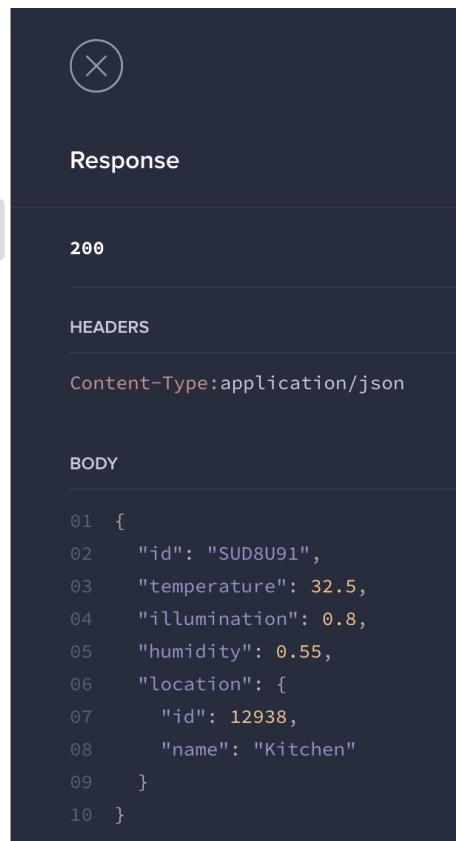 Response
200
HEADERS
Content-Type:application/json
BODY
01 {
02   "id": "SUD8U91",
03   "temperature": 32.5,
04   "illumination": 0.8,
05   "humidity": 0.55,
06   "location": {
07     "id": 12938,
08     "name": "Kitchen"
09   }
10 }